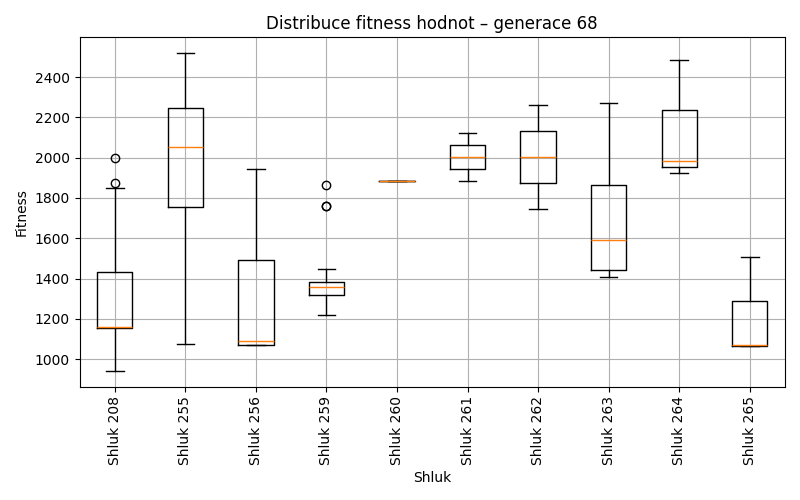 Distribuce fitness hodnot – generace 68
Fitness
2400
2200
2000
1800
1600
1400
1200
1000
Shluk 208
Shluk 255
Shluk 256
Shluk 259
Shluk 260
Shluk 261
Shluk 262
Shluk 263
Shluk 264
Shluk 265
Shluk